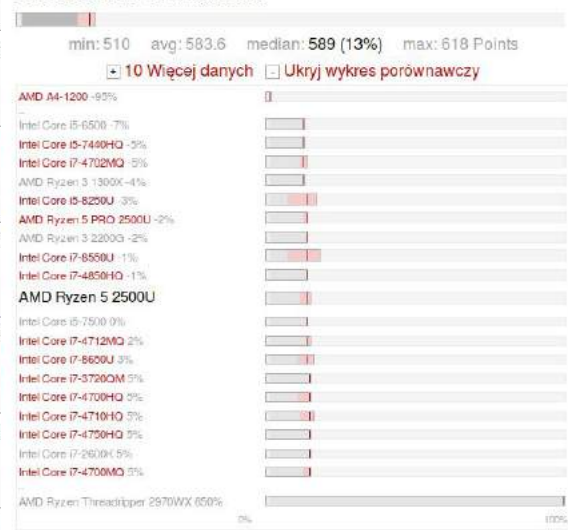 min: 510 avg: 583.6 median: 589 (13%) max: 618 Points
+ 10 Więcej danych - Ukryj wykres porównawczy
AMD A4-1200 -95%
...
Intel Core i5-6500 -7%
Intel Core i5-7440HQ -5%
Intel Core i7-4702MQ -5%
AMD Ryzen 3 1300X -4%
Intel Core i5-8250U -3%
AMD Ryzen 5 PRO 2500U -2%
AMD Ryzen 3 2200G -2%
Intel Core i7-8550U -1%
Intel Core i7-4850HQ -1%
AMD Ryzen 5 2500U
Intel Core i5-7500 0%
Intel Core i7-4712MQ 2%
Intel Core i7-8650U 3%
Intel Core i7-3720QM 5%
Intel Core i7-4700HQ 5%
Intel Core i7-4710HQ 5%
Intel Core i7-4750HQ 5%
Intel Core i7-2600K 5%
Intel Core i7-4700MQ 5%
...
AMD Ryzen Threadripper 2970WX 650%
0% 100%